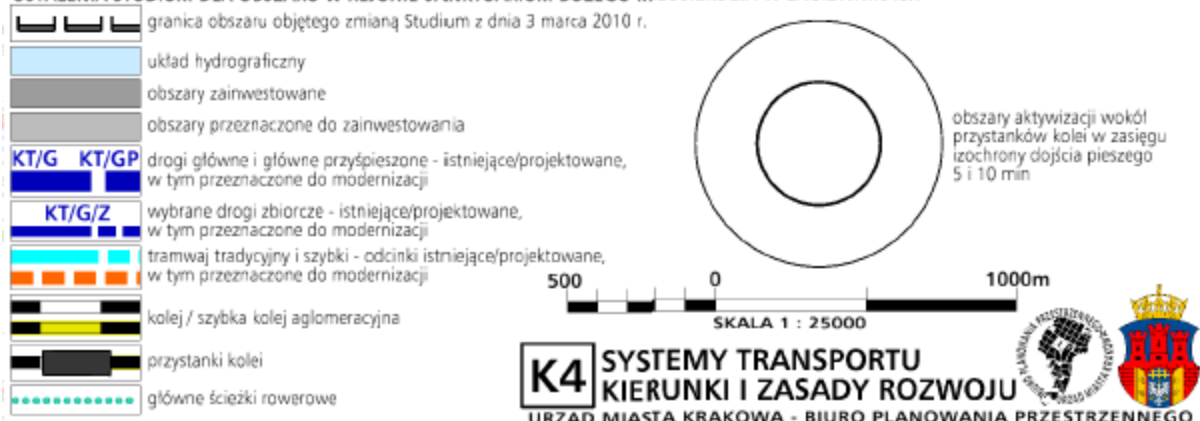 granica obszaru objętego zmianą Studium z dnia 3 marca 2010 r.
układ hydrograficzny
obszary zainwestowane
obszary przeznaczone do zainwestowania
KT/G KT/GP
drogi główne i główne przyśpieszone - istniejące/projektowane,
w tym przeznaczone do modernizacji
KT/G/Z
wybrane drogi zbiorcze - istniejące/projektowane,
w tym przeznaczone do modernizacji
tramwaj tradycyjny i szybki - odcinki istniejące/projektowane,
w tym przeznaczone do modernizacji
kolej / szybka kolej aglomeracyjna
przystanki kolei
główne ścieżki rowerowe
obszary aktywizacji wokół
przystanków kolei w zasięgu
izochrony dojścia pieszego
5 i 10 min
500 0 1000m
SKALA 1 : 25000
K4
SYSTEMY TRANSPORTU
KIERUNKI I ZASADY ROZWOJU
URZĄD MIASTA KRAKOWA - BIURO PLANOWANIA PRZESTRZENNEGO